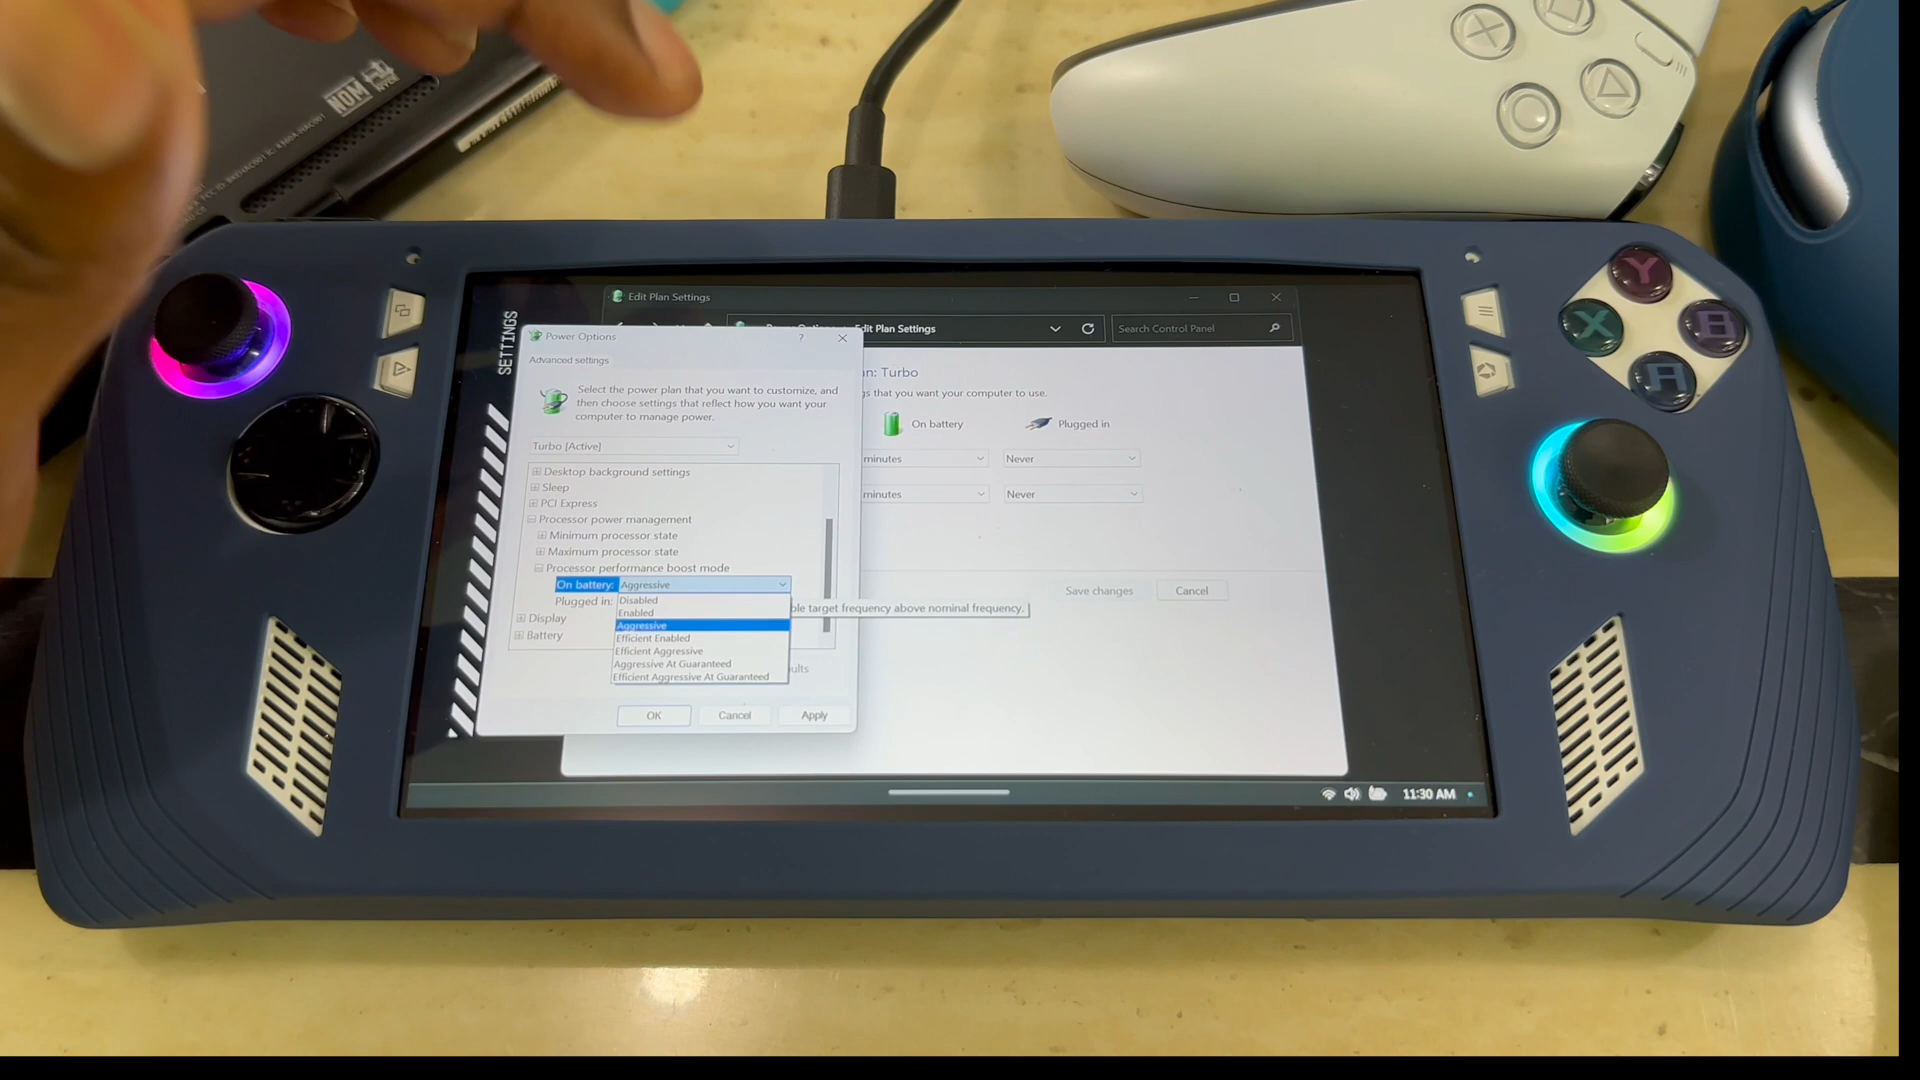 NOM
SETTINGS
Edit Plan Settings
Edit Plan Settings
Search Control Panel
Power Options
?
Advanced settings
Select the power plan that you want to customize, and
then choose settings that reflect how you want your
computer to manage power.
Turbo [Active]
Desktop background settings
Sleep
PCI Express
Processor power management
Minimum processor state
Maximum processor state
Processor performance boost mode
On battery: Aggressive
Plugged in:
Disabled
Enabled
Aggressive
Efficient Enabled
Efficient Aggressive
Aggressive At Guaranteed
Efficient Aggressive At Guaranteed
Display
Battery
OK
Cancel
Apply
n: Turbo
gs that you want your computer to use.
On battery
Plugged in
minutes
Never
minutes
Never
ble target frequency above nominal frequency.
ults
Save changes
Cancel
11:30 AM
Y
X
B
A